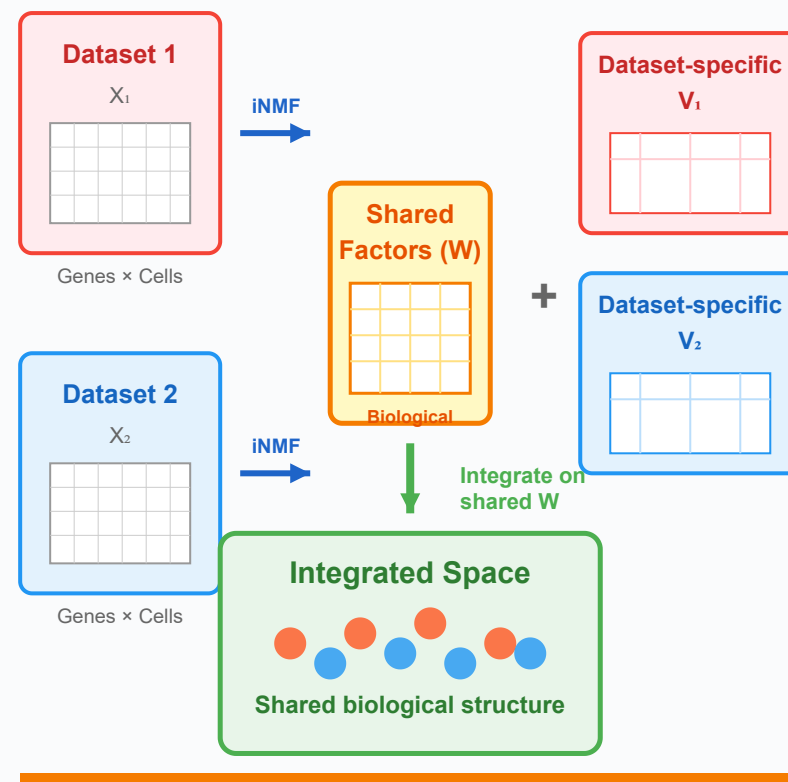 Dataset 1
X₁
Genes × Cells
iNMF
Dataset 2
X₂
Genes × Cells
iNMF
Shared
Factors (W)
Biological
+
Dataset-specific
V₁
Dataset-specific
V₂
Integrate on
shared W
Integrated Space
Shared biological structure